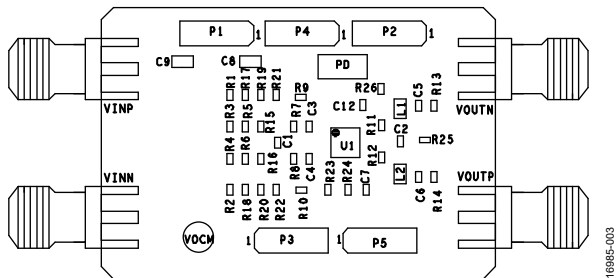 P1 1 P4 1 P2 1
C9 C8 PD
R1 R17 R19 R21 R26 R13
R9 C12 L1 C5
VINP VOUTN
R3 R5 R15 R7 C3 R11
U1 C2 R25
R4 R6 R16 C1 R12
VINN R8 C4 L2 VOUTP
R23 R24 C7 C6 R14
R2 R18 R20 R22 R10
VOCM 1 P3 1 P5
10985-003